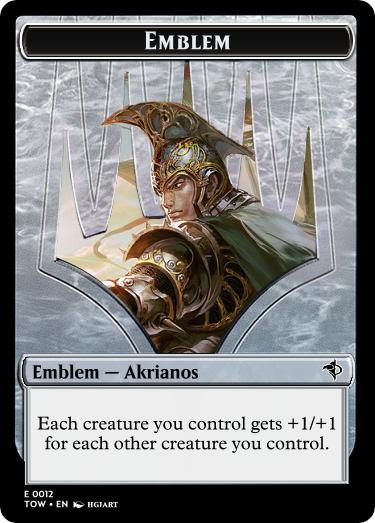 EMBLEM
Emblem — Akrianos
Each creature you control gets +1/+1
for each other creature you control.
E 0012
TOW • EN HGJART